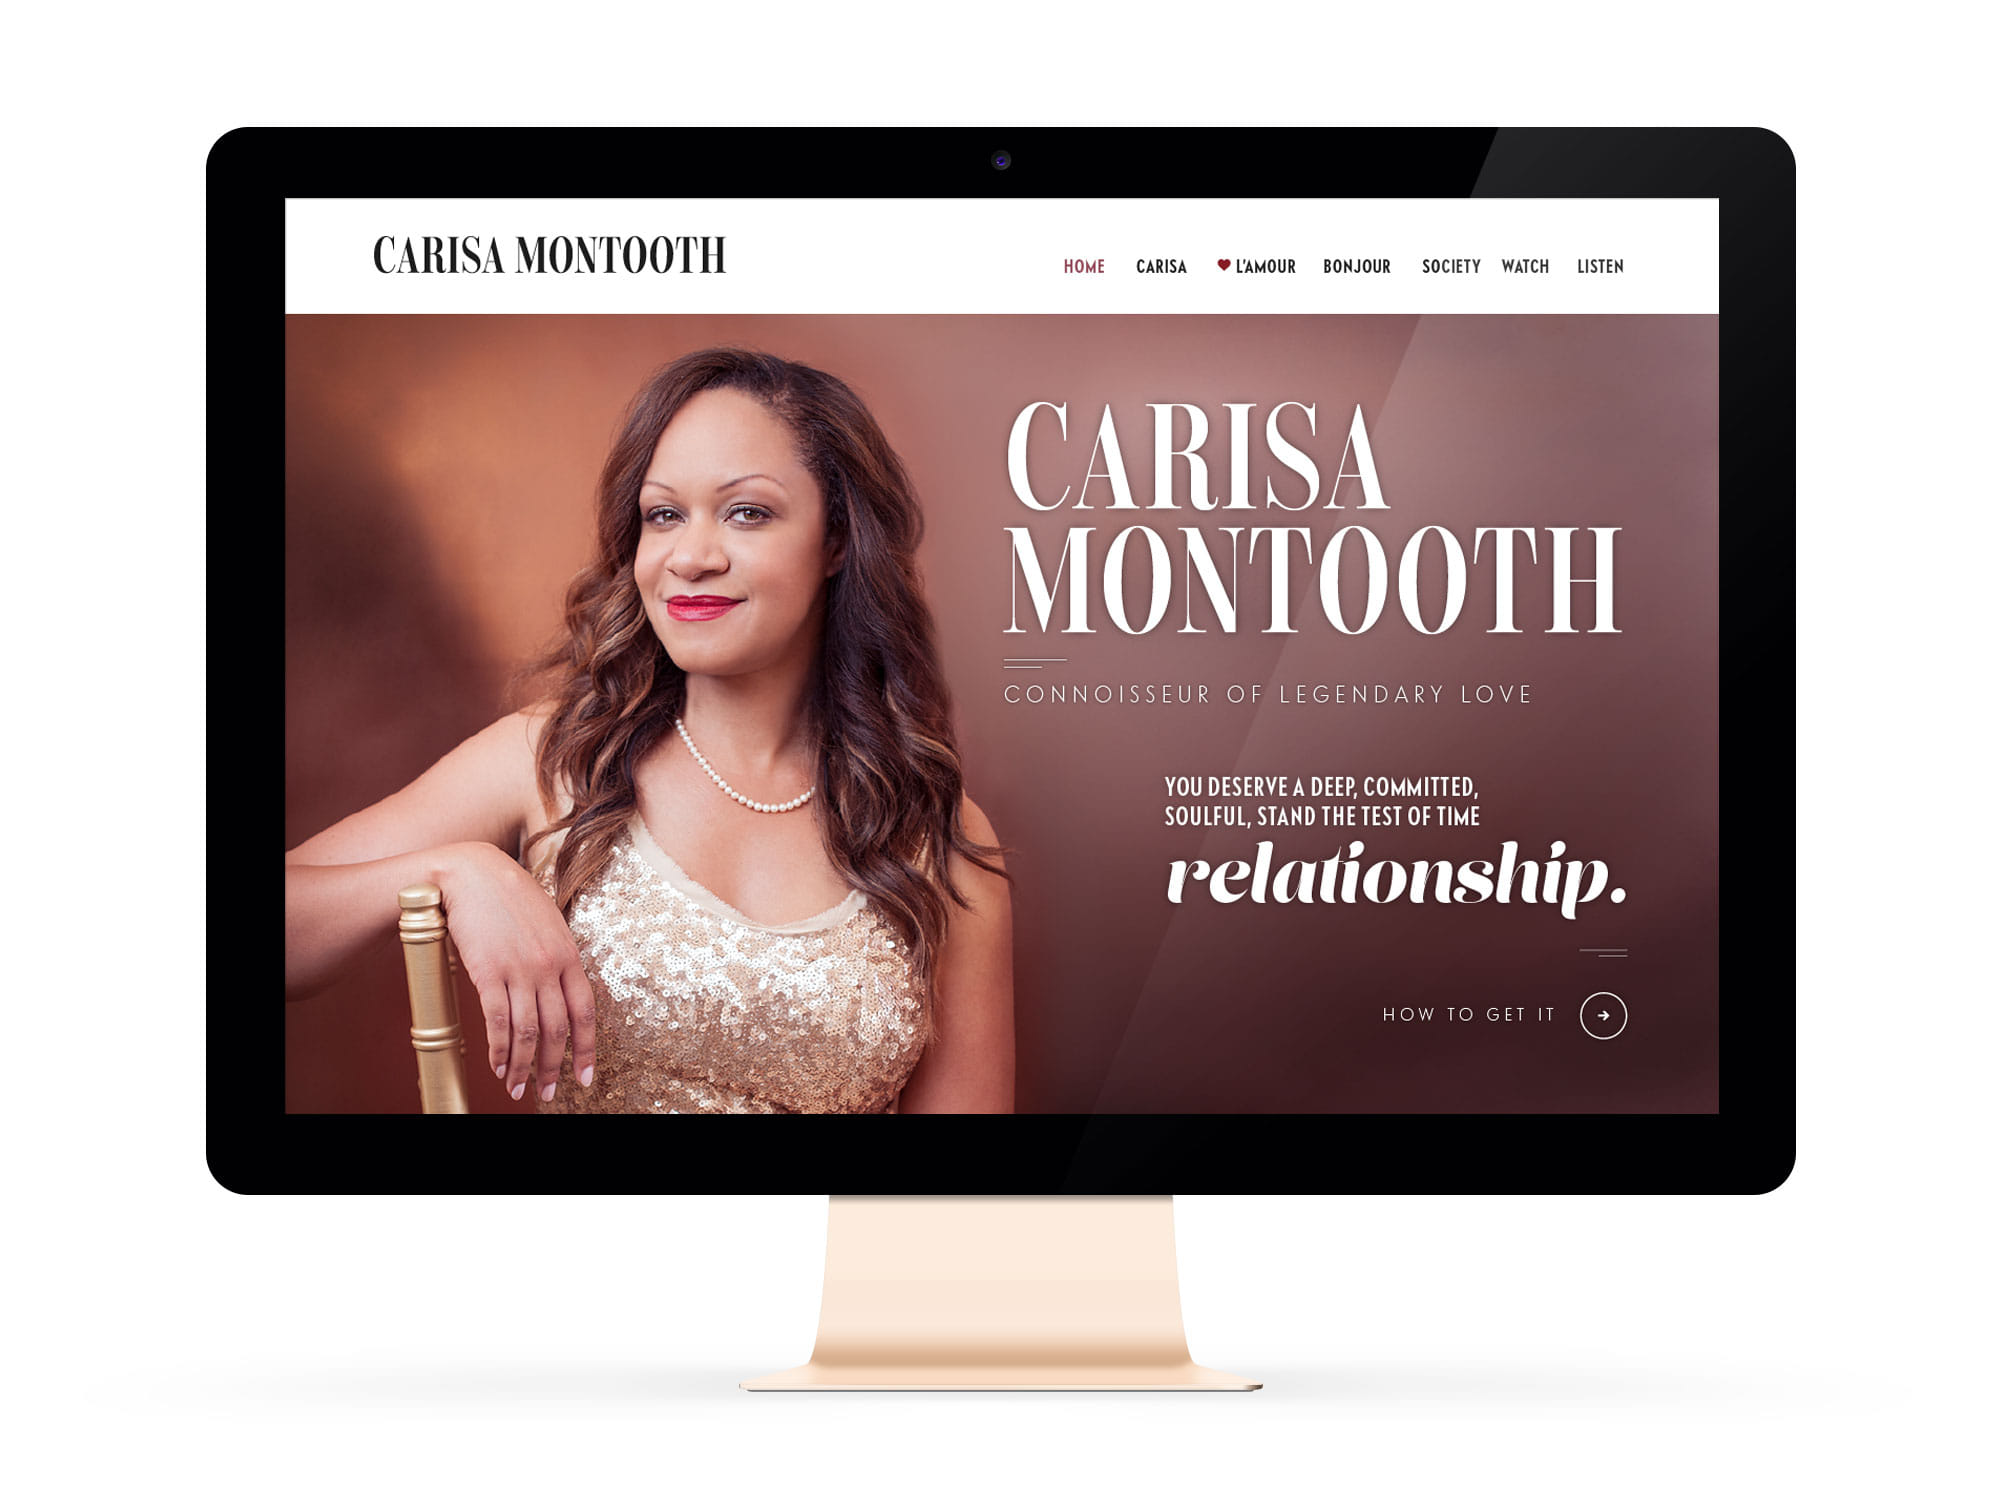 CARISA MONTOOTH
HOME CARISA L'AMOUR BONJOUR SOCIETY WATCH LISTEN
CARISA
MONTOOTH
CONNOISSEUR OF LEGENDARY LOVE
YOU DESERVE A DEEP, COMMITTED,
SOULFUL, STAND THE TEST OF TIME
relationship.
HOW TO GET IT